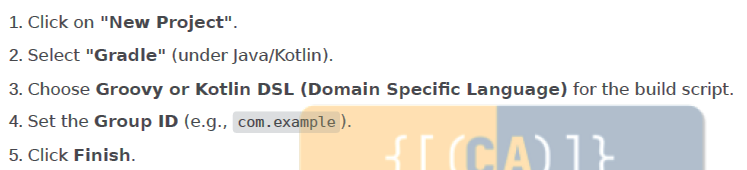 1. Click on "New Project".
2. Select "Gradle" (under Java/Kotlin).
3. Choose Groovy or Kotlin DSL (Domain Specific Language) for the build script.
4. Set the Group ID (e.g., com.example).
5. Click Finish.
{[(CA)]}